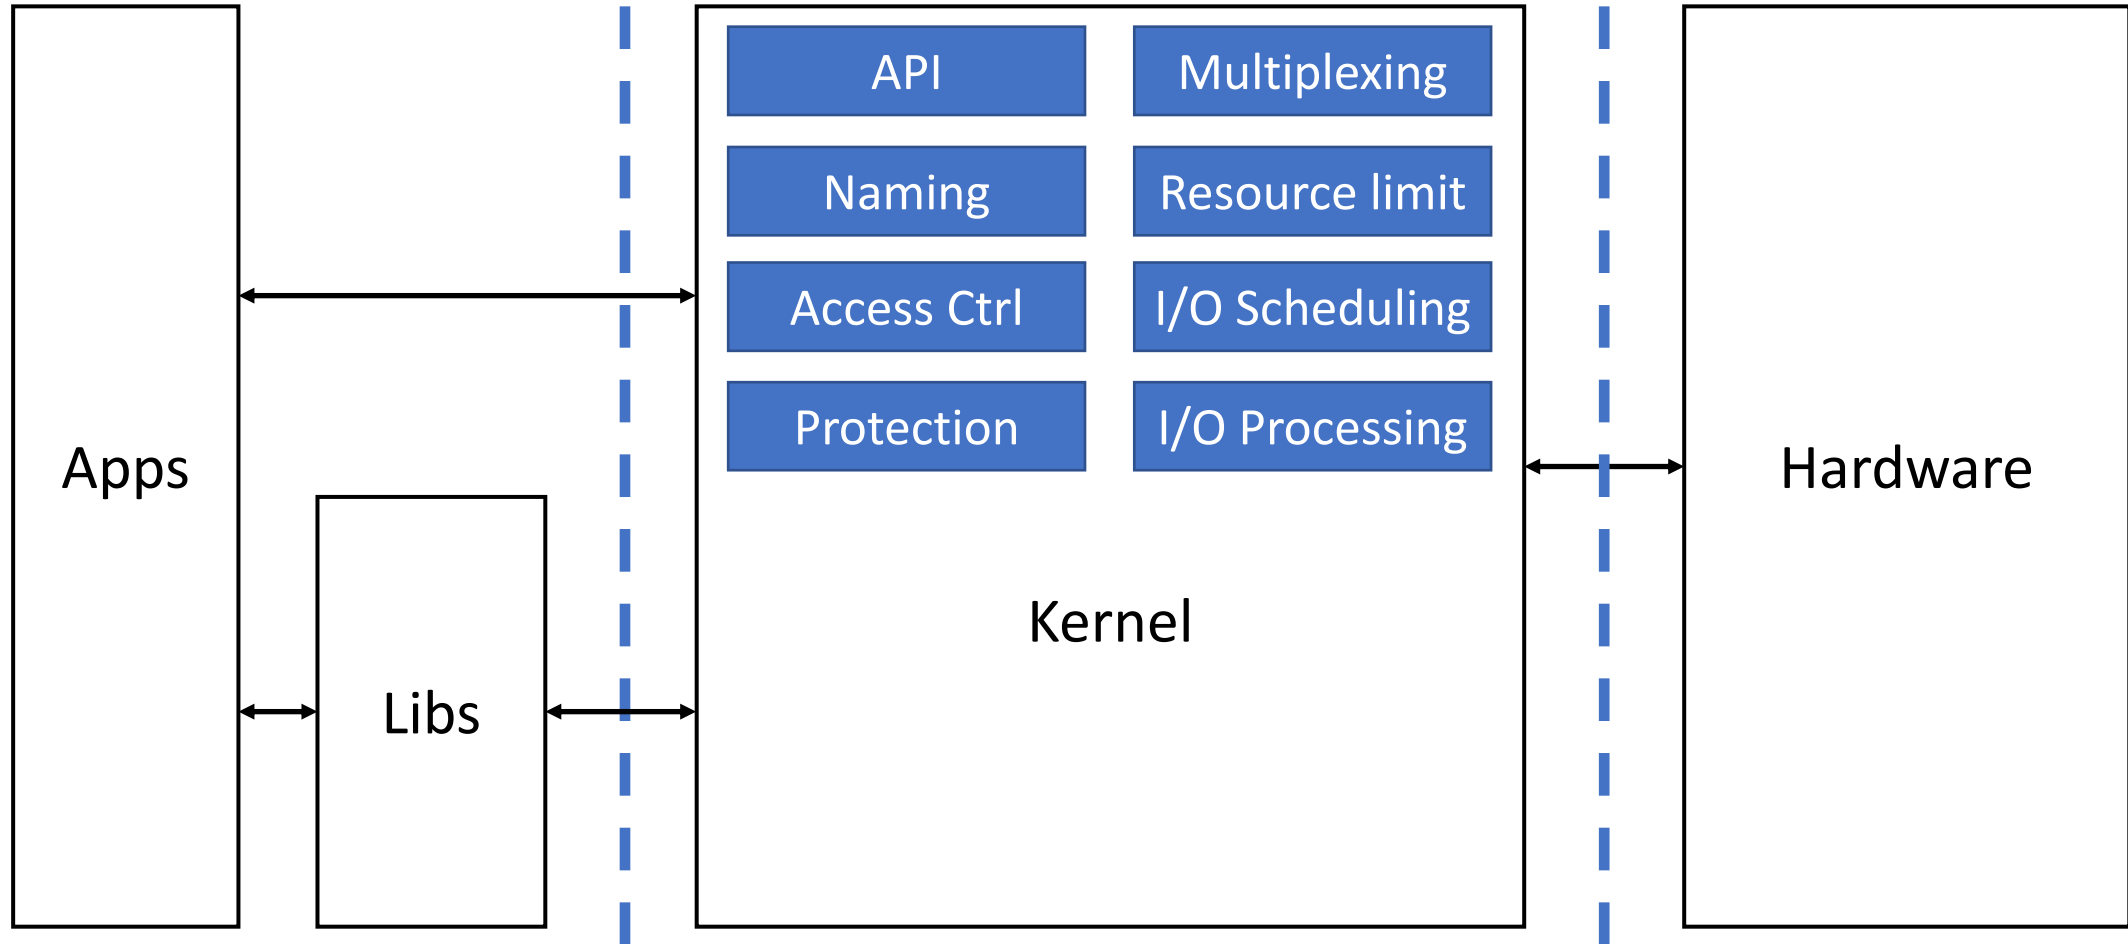 API
Multiplexing
Naming
Resource limit
Access Ctrl
I/O Scheduling
Protection
I/O Processing
Apps
Hardware
Kernel
Libs